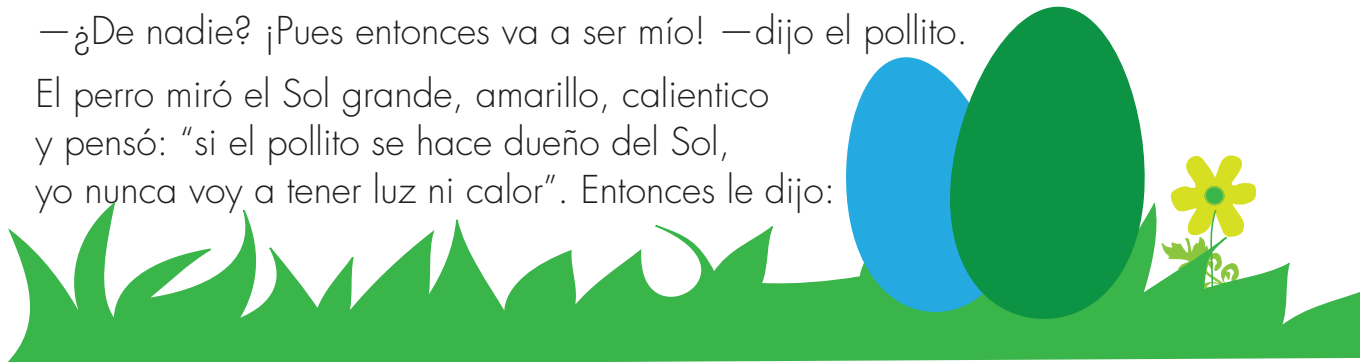 —¿De nadie? ¡Pues entonces va a ser mío! —dijo el pollito.
El perro miró el Sol grande, amarillo, calientico
y pensó: “si el pollito se hace dueño del Sol,
yo nunca voy a tener luz ni calor”. Entonces le dijo: